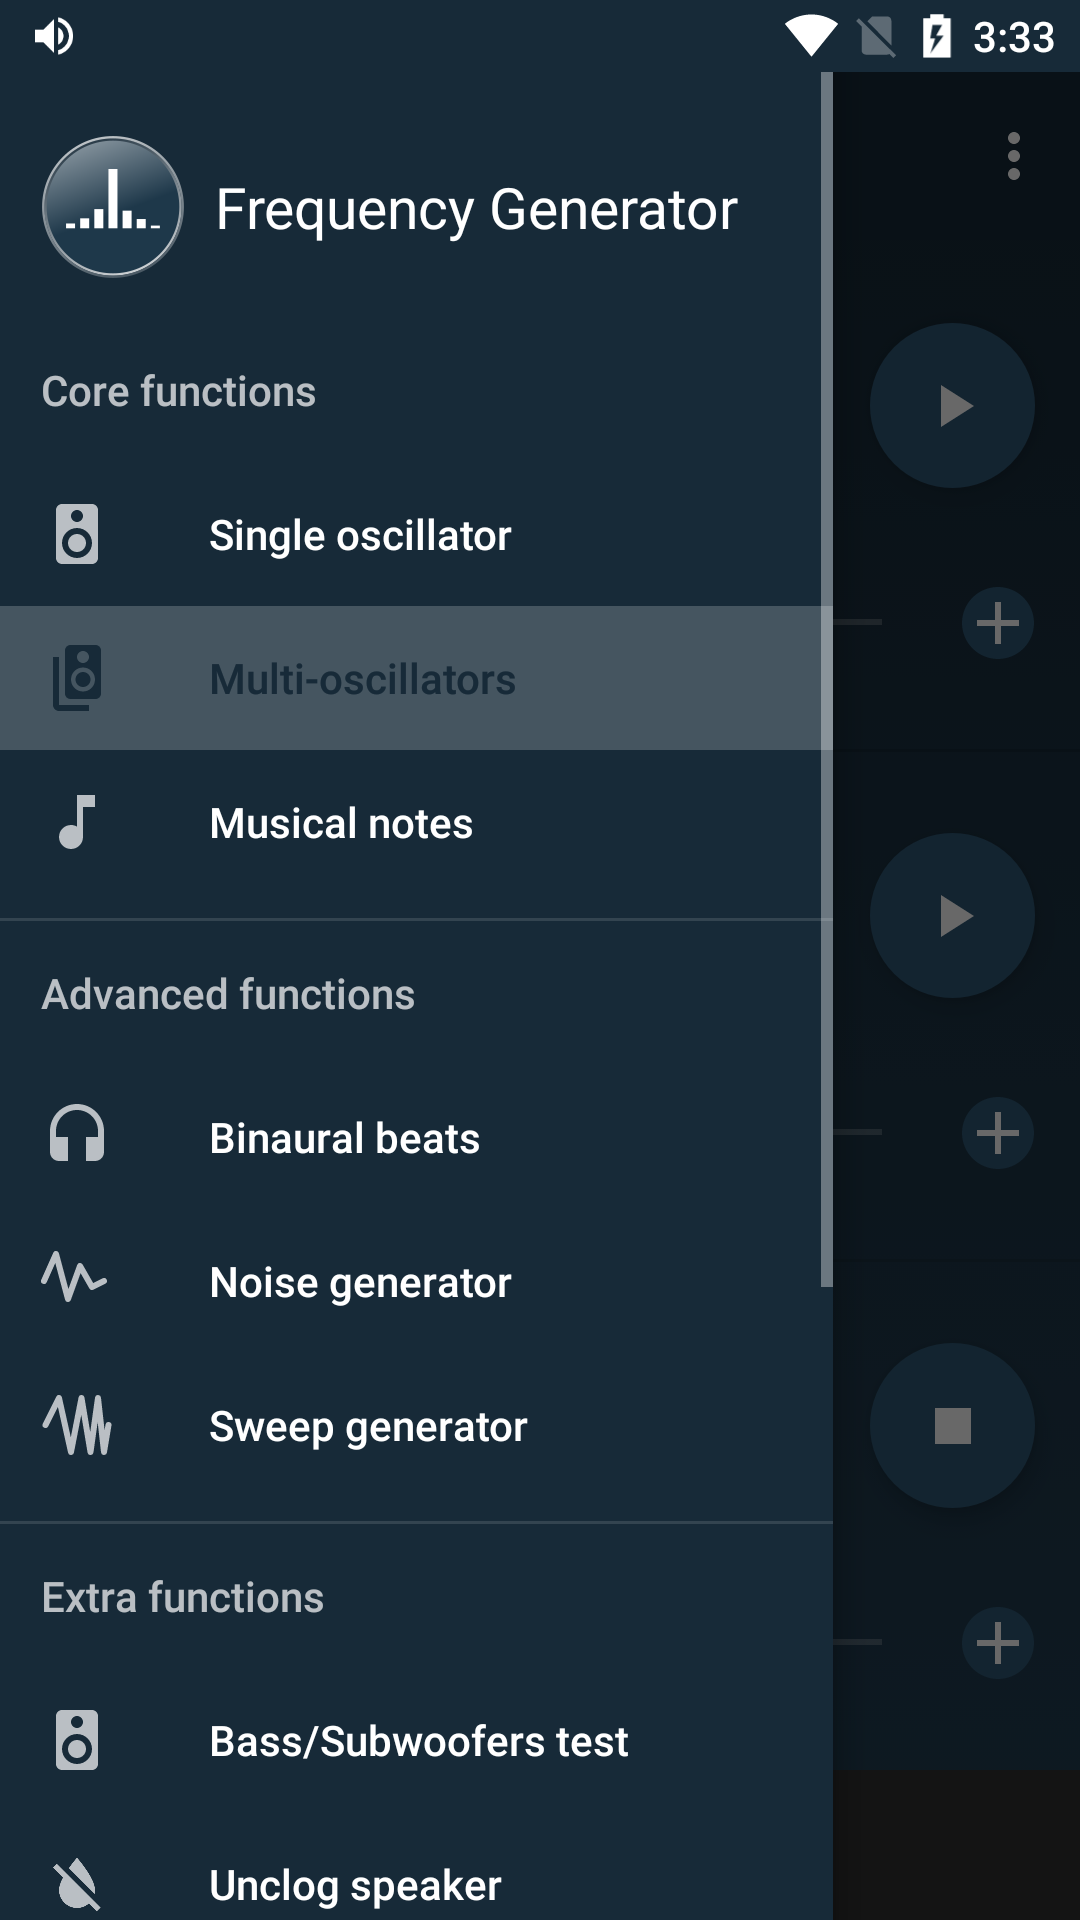 3:33
Frequency Generator
Core functions
Single oscillator
Multi-oscillators
Musical notes
Advanced functions
Binaural beats
Noise generator
Sweep generator
Extra functions
Bass/Subwoofers test
Unclog speaker